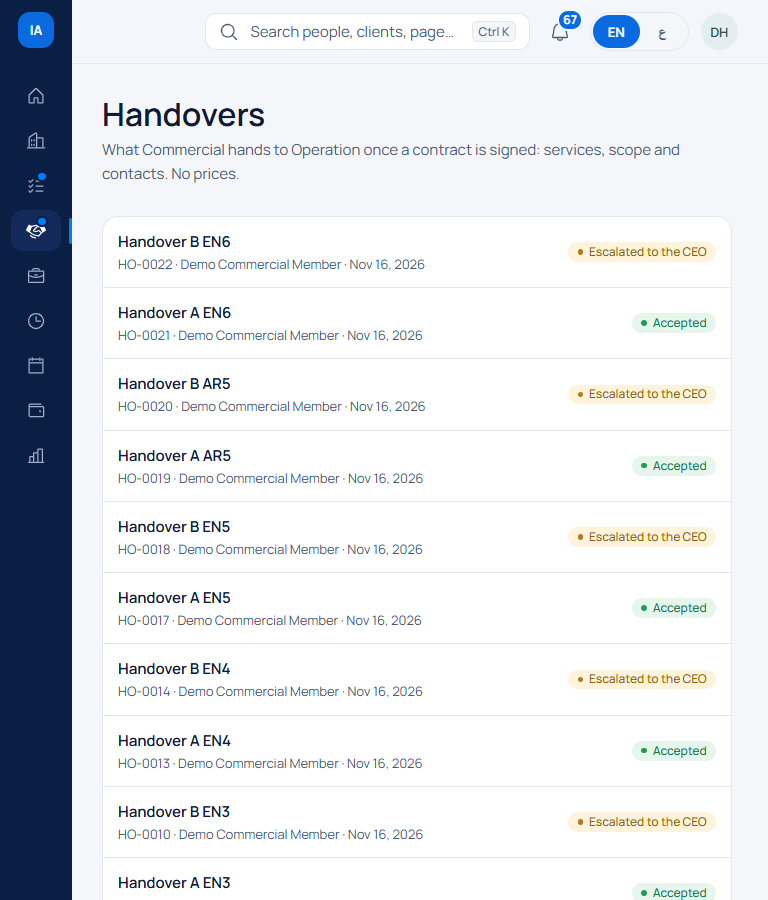 IA
Search people, clients, page...
Ctrl K
67
EN
ع
DH
Handovers
What Commercial hands to Operation once a contract is signed: services, scope and
contacts. No prices.
Handover B EN6
HO-0022 · Demo Commercial Member · Nov 16, 2026
Escalated to the CEO
Handover A EN6
HO-0021 · Demo Commercial Member · Nov 16, 2026
Accepted
Handover B AR5
HO-0020 · Demo Commercial Member · Nov 16, 2026
Escalated to the CEO
Handover A AR5
HO-0019 · Demo Commercial Member · Nov 16, 2026
Accepted
Handover B EN5
HO-0018 · Demo Commercial Member · Nov 16, 2026
Escalated to the CEO
Handover A EN5
HO-0017 · Demo Commercial Member · Nov 16, 2026
Accepted
Handover B EN4
HO-0014 · Demo Commercial Member · Nov 16, 2026
Escalated to the CEO
Handover A EN4
HO-0013 · Demo Commercial Member · Nov 16, 2026
Accepted
Handover B EN3
HO-0010 · Demo Commercial Member · Nov 16, 2026
Escalated to the CEO
Handover A EN3
Accepted